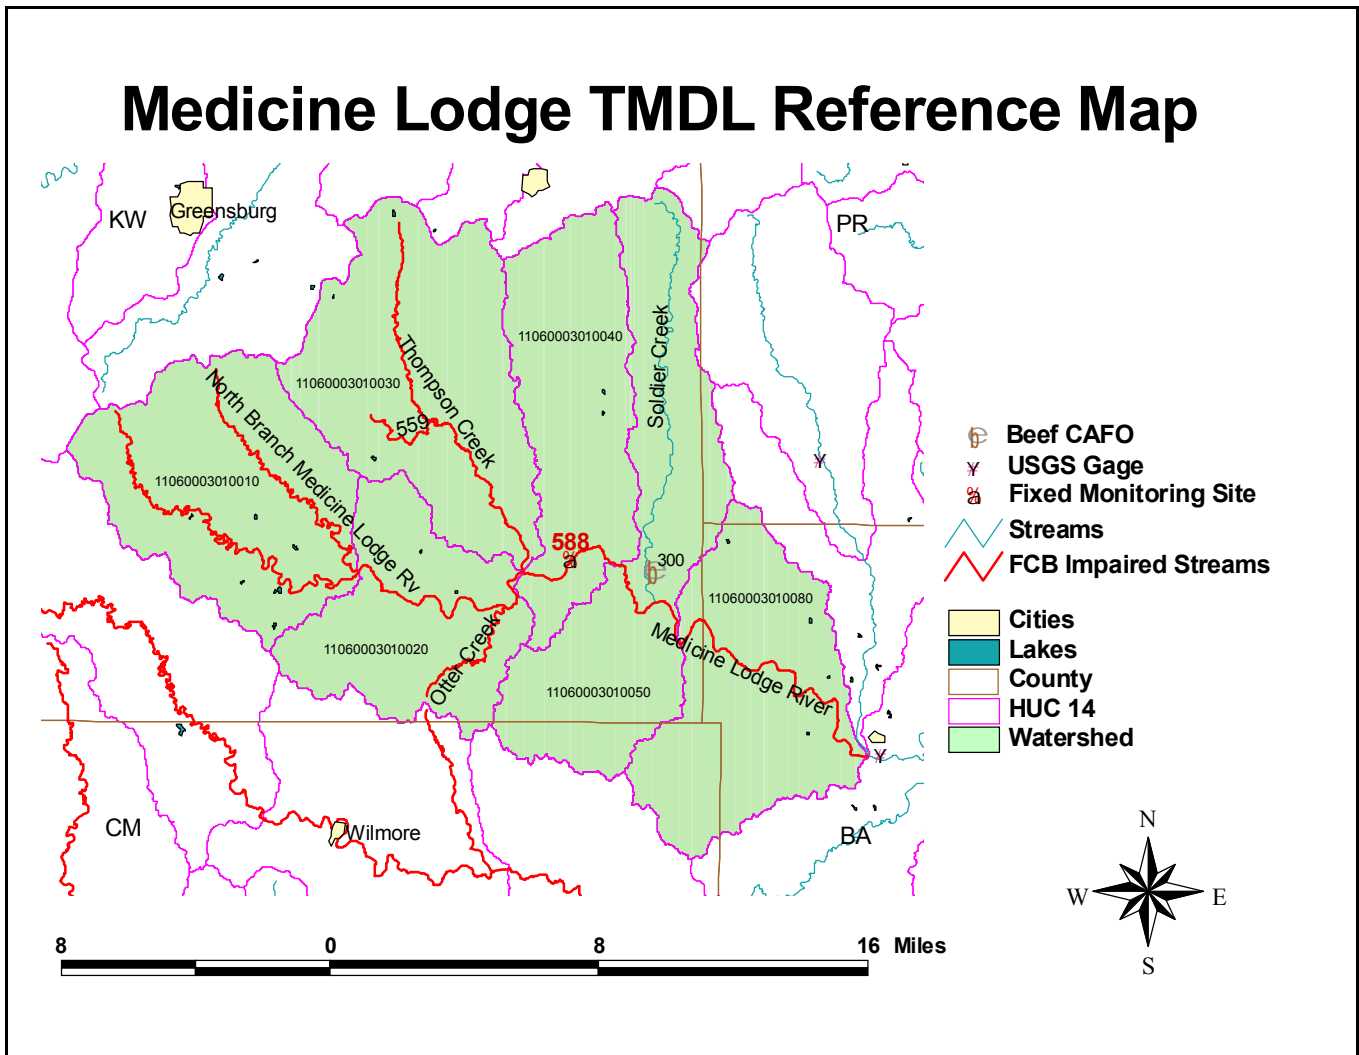 Medicine Lodge TMDL Reference Map
KW
Greensburg
PR
11060003010040
Soldier Creek
Thompson Creek
11060003010030
North Branch Medicine Lodge Rv
559
11060003010010
588
300
11060003010080
Medicine Lodge River
Otter Creek
11060003010020
11060003010050
CM
Wilmore
BA
Beef CAFO
USGS Gage
Fixed Monitoring Site
Streams
FCB Impaired Streams
Cities
Lakes
County
HUC 14
Watershed
N
W E
S
8 0 8 16 Miles